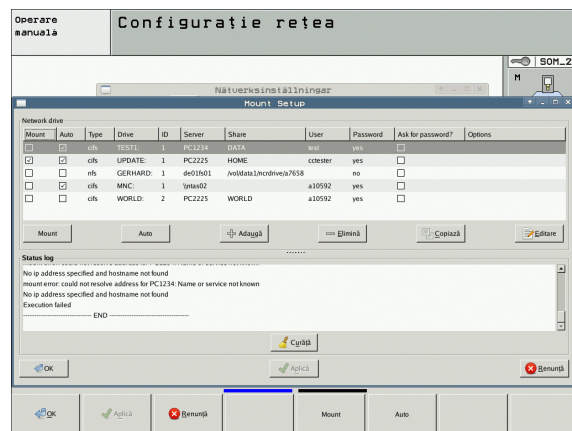 Operare
manuală
Configurație rețea
SOM_2
M
Nätverksinställningar
Mount Setup
Network drive
Mount Auto Type Drive ID Server Share User Password Ask for password? Options
cifs TEST1: 1 PC1234 DATA test yes
cifs UPDATE: 1 PC2225 HOME cctester yes
nfs GERHARD: 1 de01fs01 /vol/data1/ncrdrive/a7658 no
cifs MNC: 1 \\ntas02 a10592 yes
cifs WORLD: 2 PC2225 WORLD a10592 yes
Mount Auto Adaugă Elimină Copiază Editare
Status log
No ip address specified and hostname not found
mount error: could not resolve address for PC1234: Name or service not known
No ip address specified and hostname not found
Execution failed
-------------------------------- END ------------------------------------
Curăță
OK Aplică Renunță
OK Aplică Renunță Mount Auto